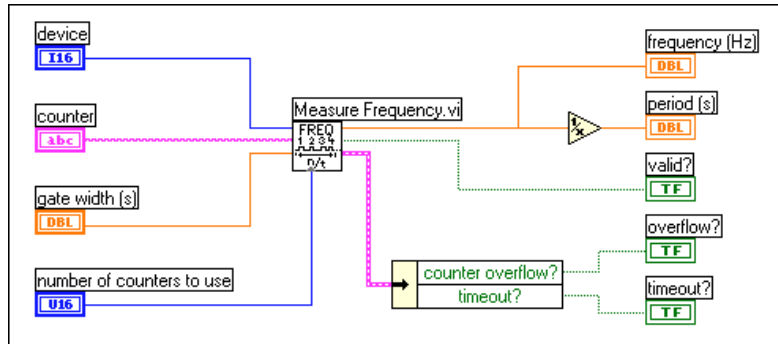 device
I16
counter
abc
gate width (s)
DBL
number of counters to use
U16
Measure Frequency.vi
FREQ
1 2 3 4
n/t
1/x
counter overflow?
timeout?
frequency (Hz)
DBL
period (s)
DBL
valid?
TF
overflow?
TF
timeout?
TF